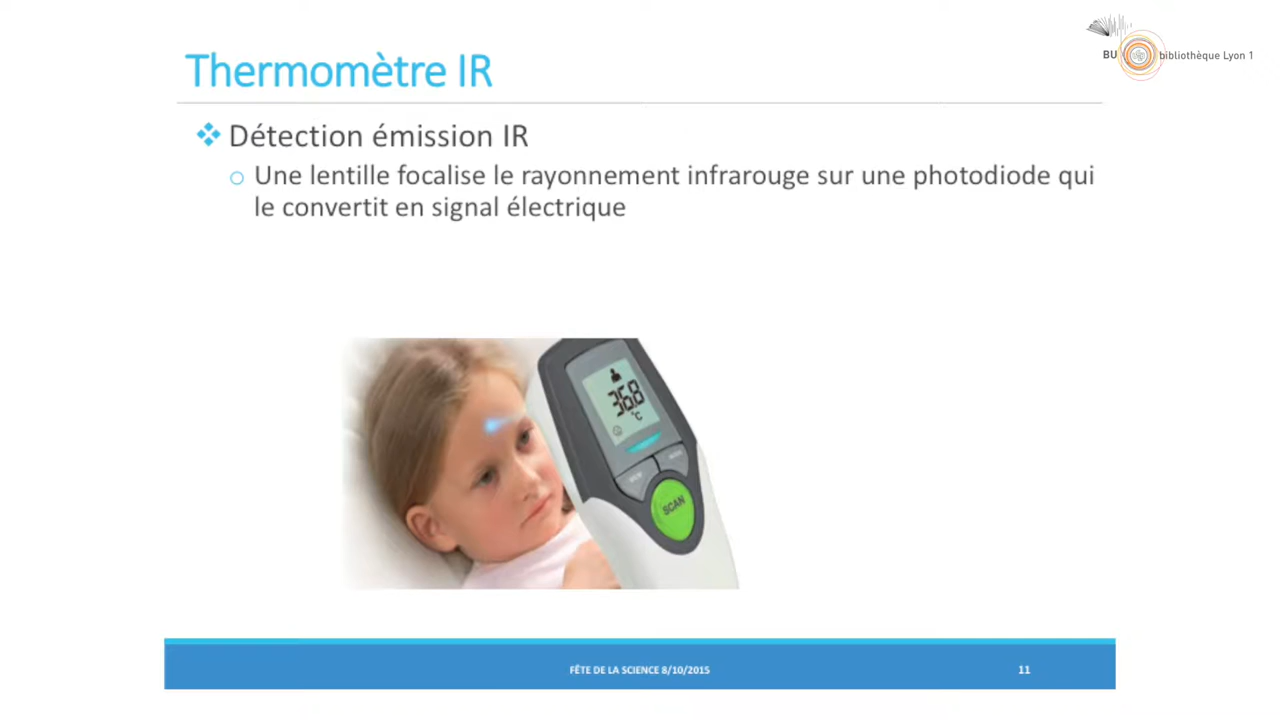 BU bibliothèque Lyon 1
Thermomètre IR
Détection émission IR
Une lentille focalise le rayonnement infrarouge sur une photodiode qui
le convertit en signal électrique
36.8
°C
SCAN
FÊTE DE LA SCIENCE 8/10/2015
11